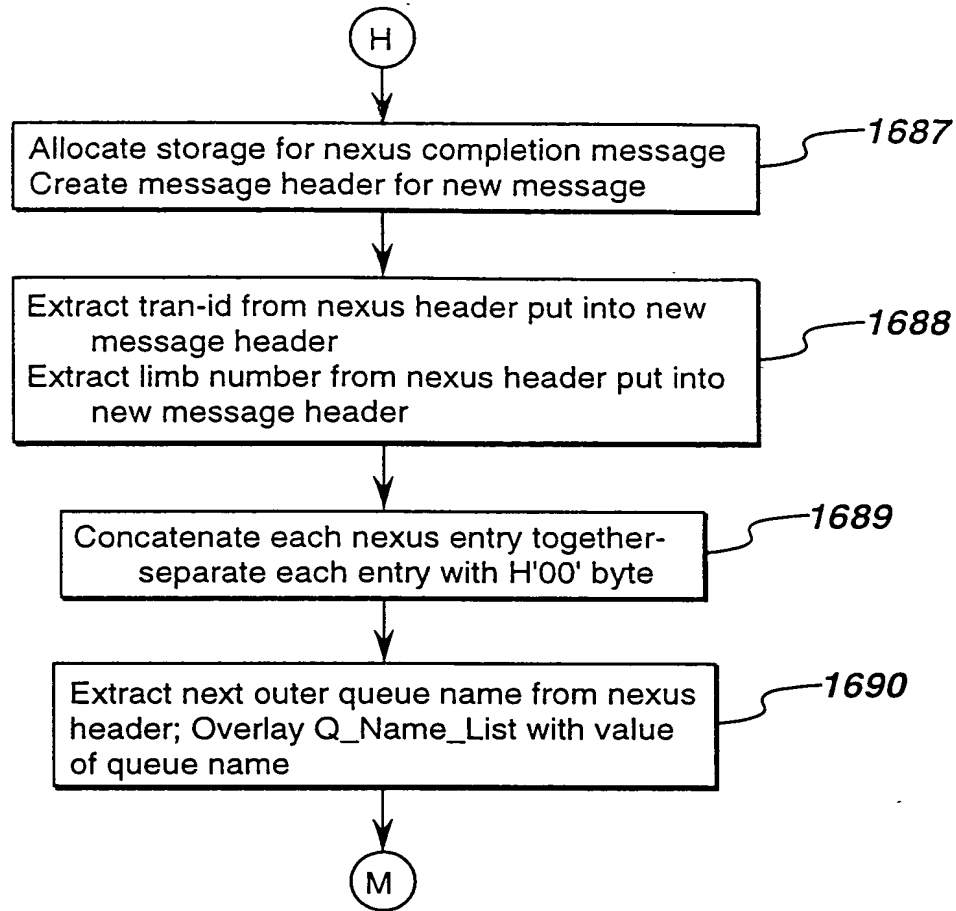 H
Allocate storage for nexus completion message
Create message header for new message
1687
Extract tran-id from nexus header put into new
message header
Extract limb number from nexus header put into
new message header
1688
Concatenate each nexus entry together-
separate each entry with H'00' byte
1689
Extract next outer queue name from nexus
header; Overlay Q_Name_List with value
of queue name
1690
M